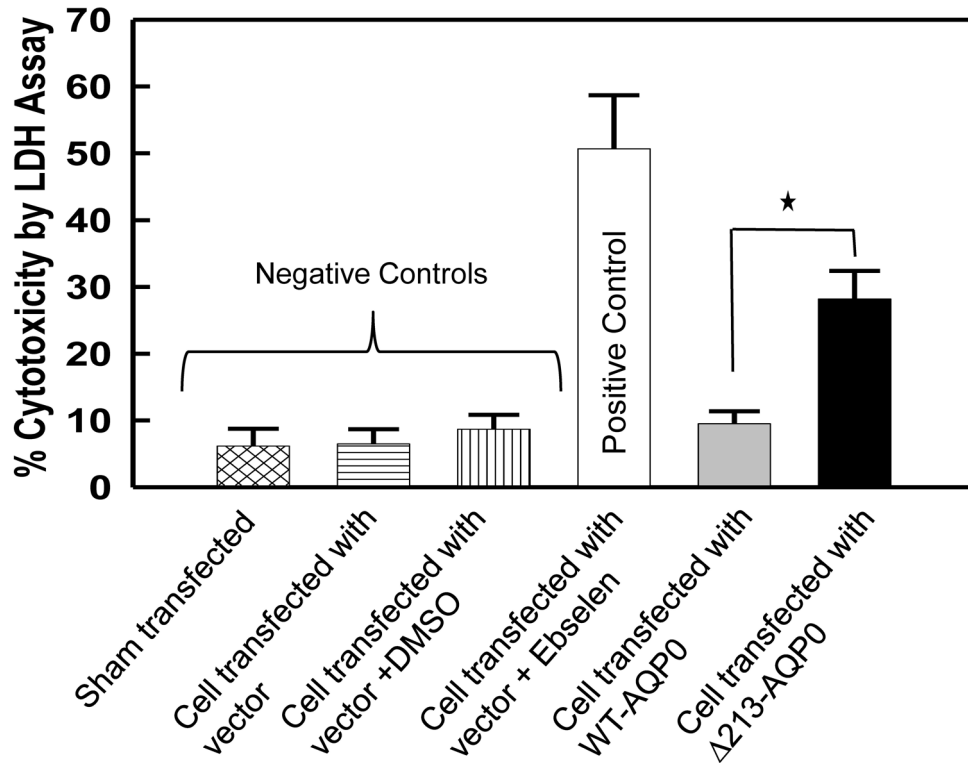 % Cytotoxicity by LDH Assay
70
60
50
40
30
20
10
0
Negative Controls
Positive Control
★
Sham transfected
Cell transfected with
vector
Cell transfected with
vector +DMSO
Cell transfected with
vector + Ebselen
Cell transfected with
WT-AQP0
Cell transfected with
Δ213-AQP0